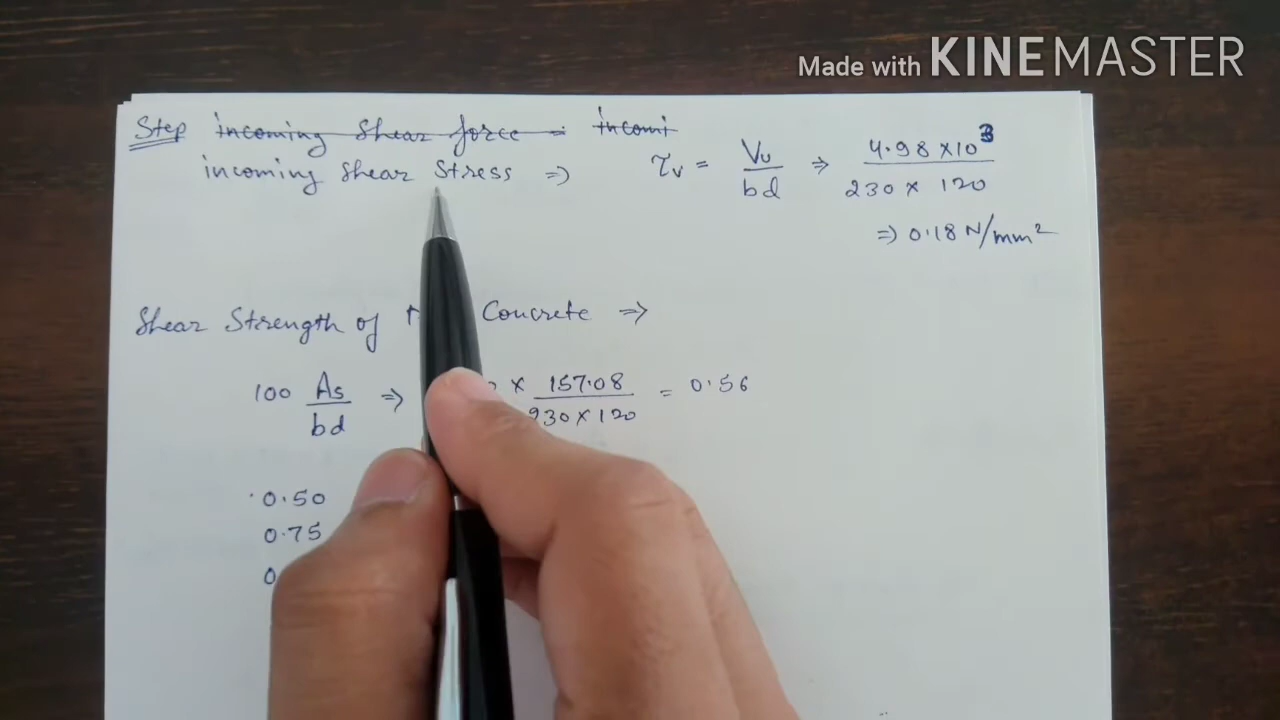 Made with KINEMASTER
Step incoming shear force = incomi
incoming shear stress ⇒ τv = Vu/bd ⇒ 4.98 × 10³/230 × 120
⇒ 0.18 N/mm²
Shear Strength of Concrete ⇒
100 As/bd ⇒ × 157.08/230 × 120 = 0.56
0.50
0.75